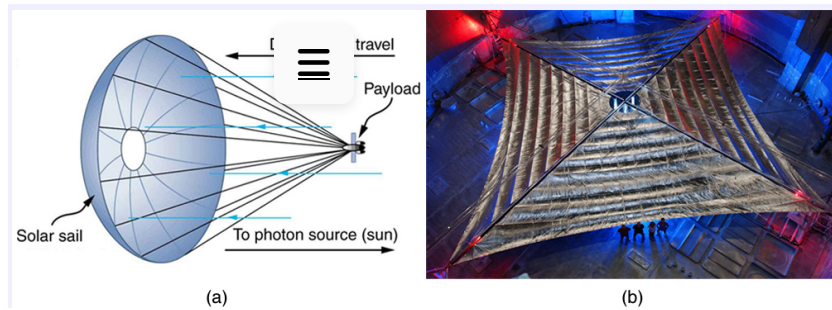 travel
Payload
Solar sail
To photon source (sun)
(a)
(b)